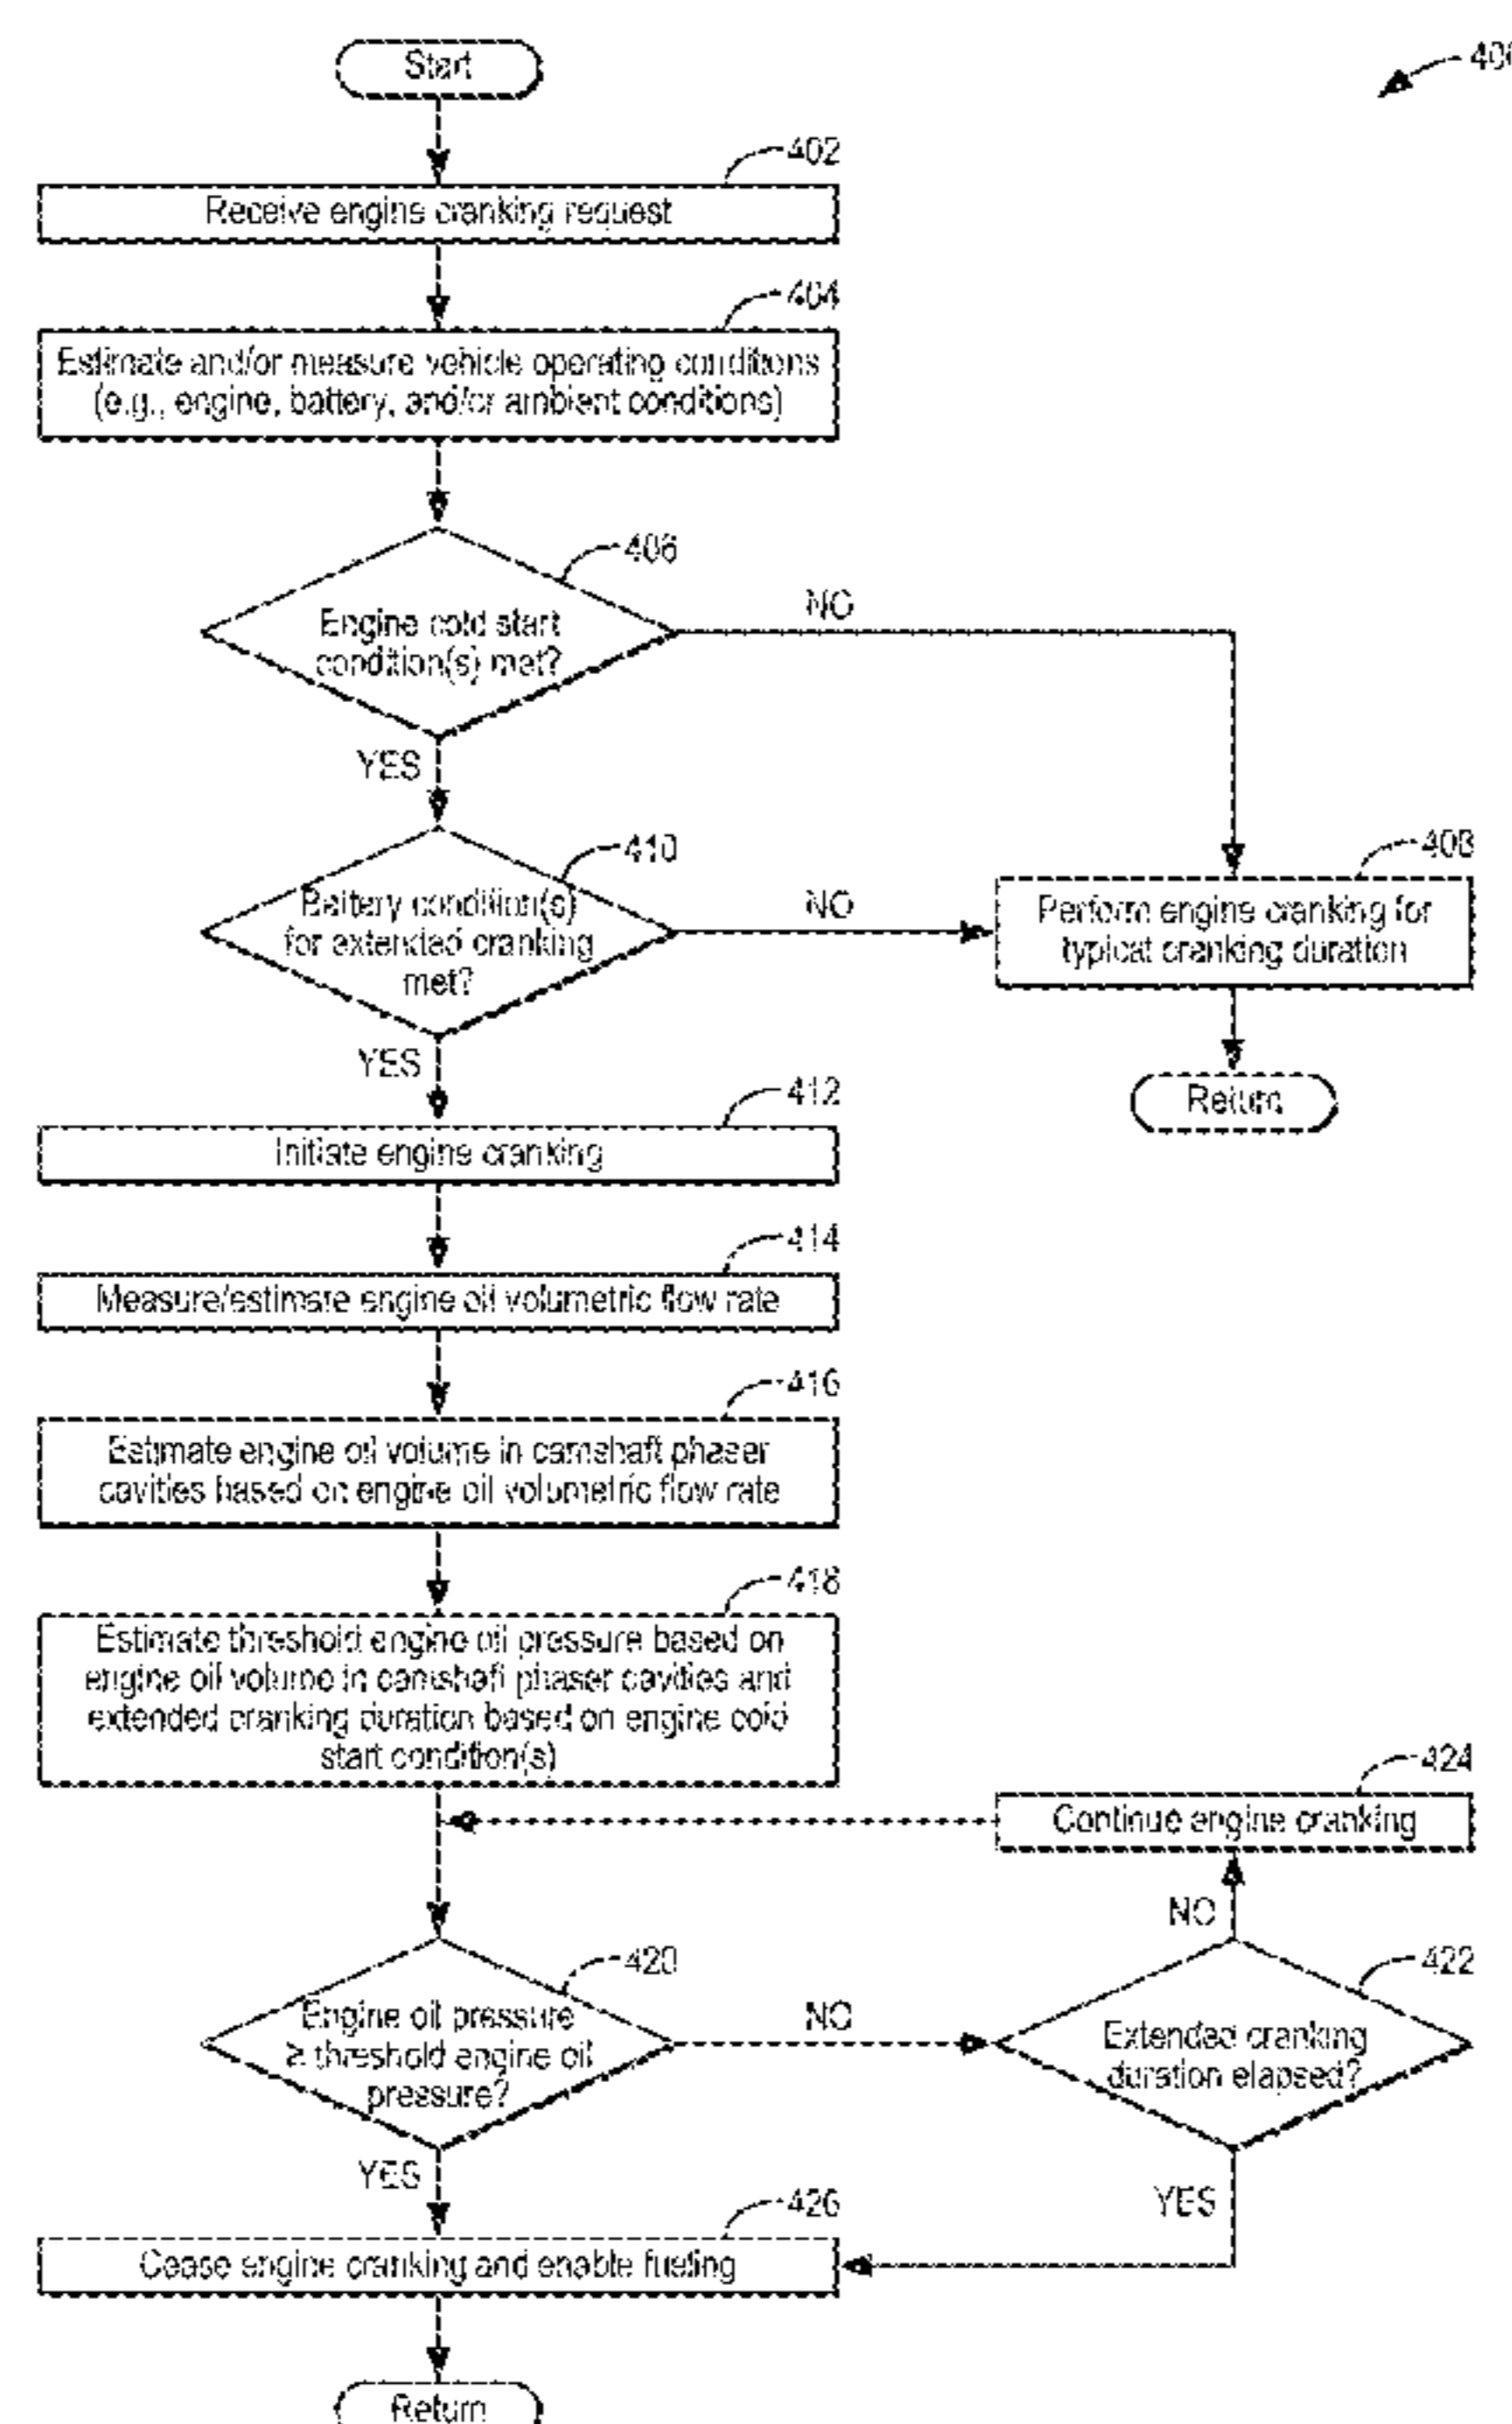 Start
402
Receive engine cranking request
404
Estimate and/or measure vehicle operating conditions
(e.g., engine, battery, and/or ambient conditions)
406
Engine cold start
condition(s) met?
NO
YES
410
Battery condition(s)
for extended cranking
met?
NO
408
Perform engine cranking for
typical cranking duration
Return
YES
412
Initiate engine cranking
414
Measure/estimate engine oil volumetric flow rate
416
Estimate engine oil volume in camshaft phaser
cavities based on engine oil volumetric flow rate
418
Estimate threshold engine oil pressure based on
engine oil volume in camshaft phaser cavities and
extended cranking duration based on engine cold
start condition(s)
424
Continue engine cranking
NO
420
Engine oil pressure
≥ threshold engine oil
pressure?
NO
422
Extended cranking
duration elapsed?
YES
YES
426
Cease engine cranking and enable fueling
Return